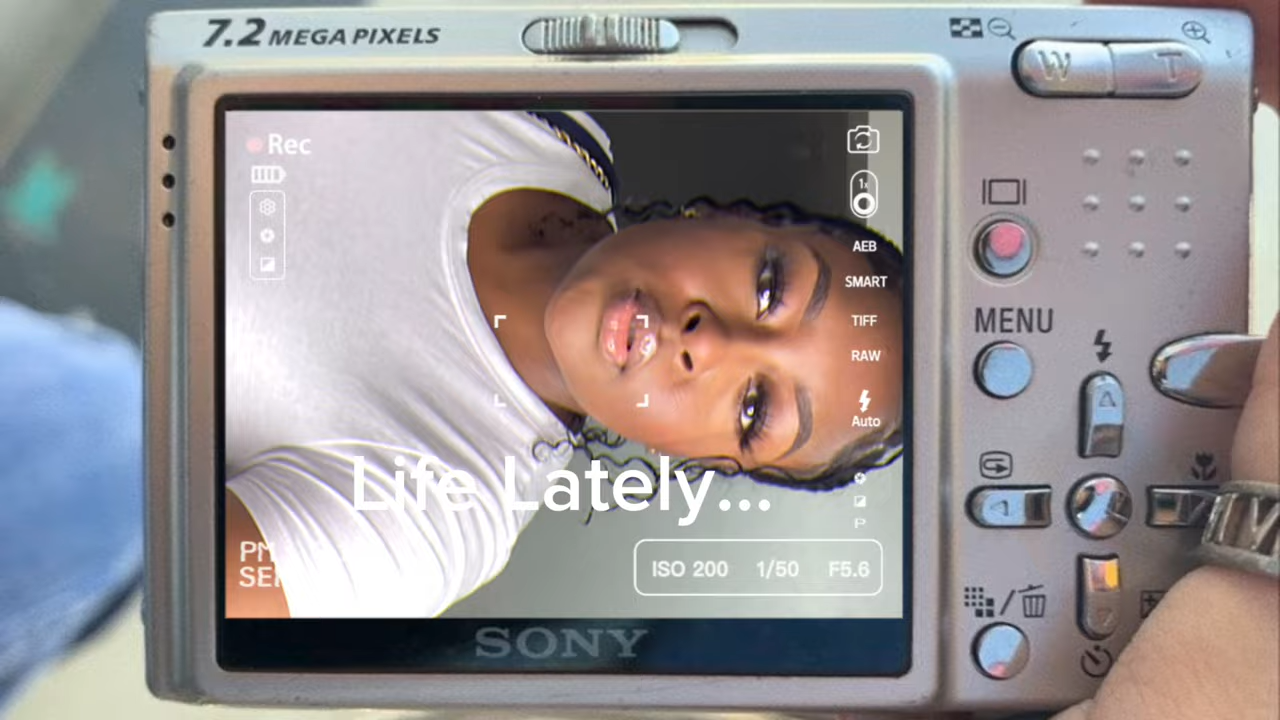 7.2 MEGA PIXELS
W T
Rec
1x
AEB
SMART
TIFF
RAW
Auto
MENU
Life Lately...
P
ISO 200 1/50 F5.6
SONY